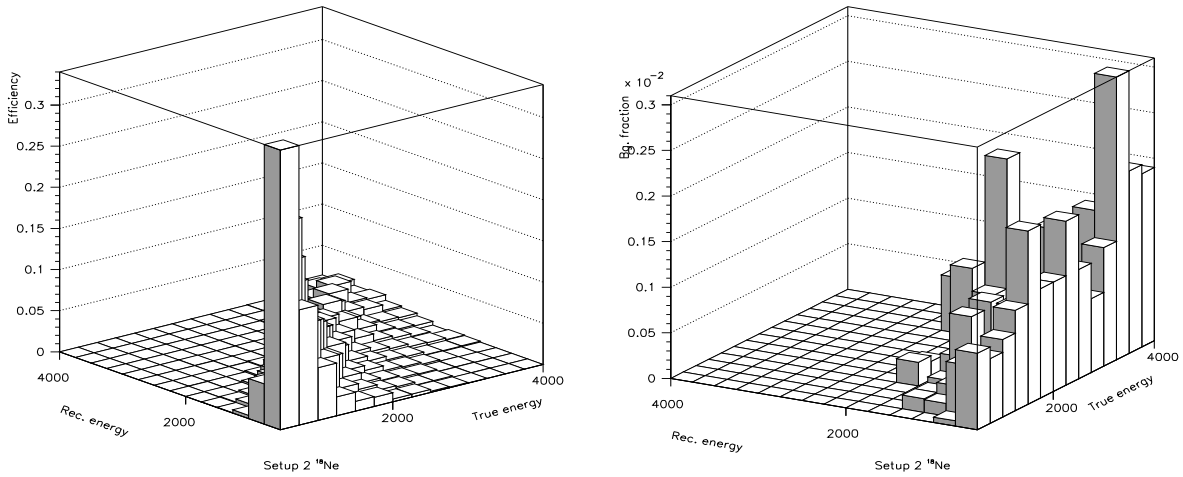 Efficiency
0.3
0.25
0.2
0.15
0.1
0.05
0
4000
2000
Rec. energy
2000
4000
True energy
Setup 2 ¹⁸Ne
× 10⁻²
Bg. fraction
0.3
0.25
0.2
0.15
0.1
0.05
0
4000
2000
Rec. energy
2000
4000
True energy
Setup 2 ¹⁸Ne